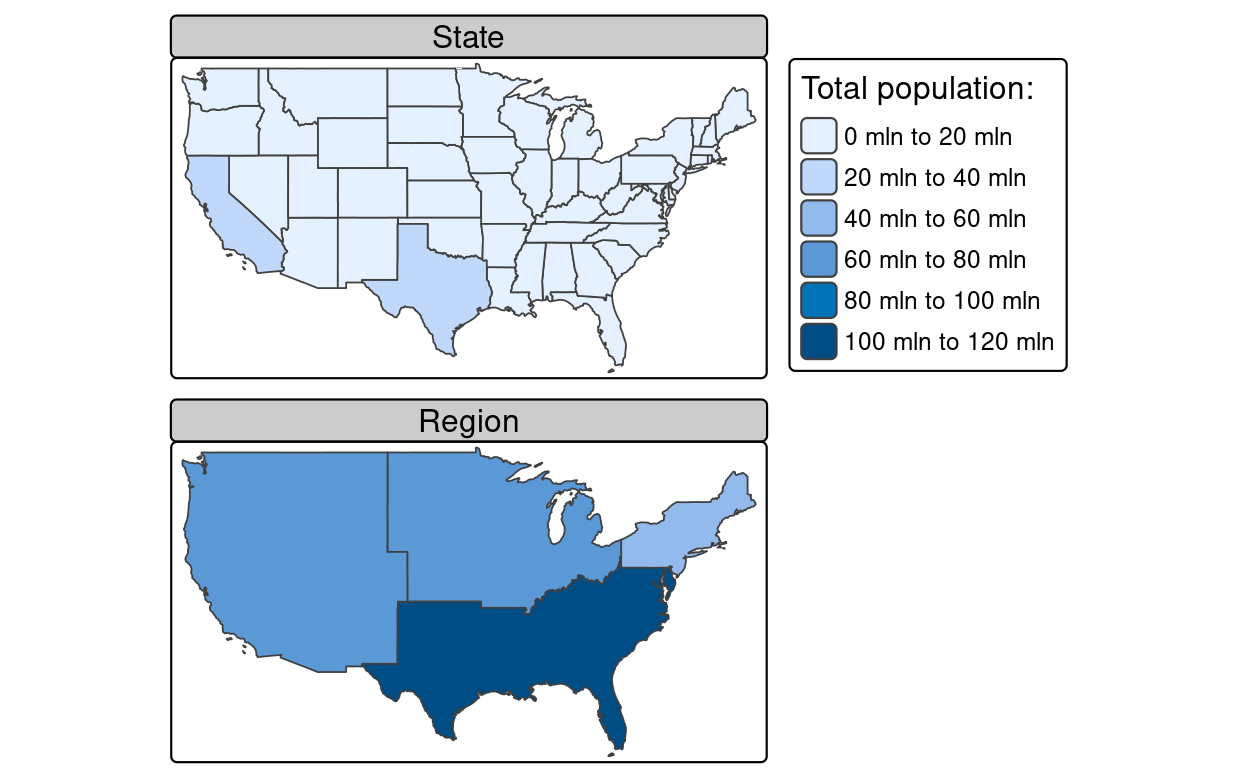 State
Total population:
0 mln to 20 mln
20 mln to 40 mln
40 mln to 60 mln
60 mln to 80 mln
80 mln to 100 mln
100 mln to 120 mln
Region